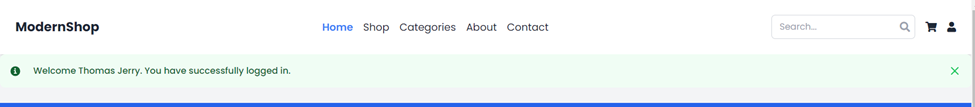 ModernShop Home Shop Categories About Contact Search...
Welcome Thomas Jerry. You have successfully logged in.